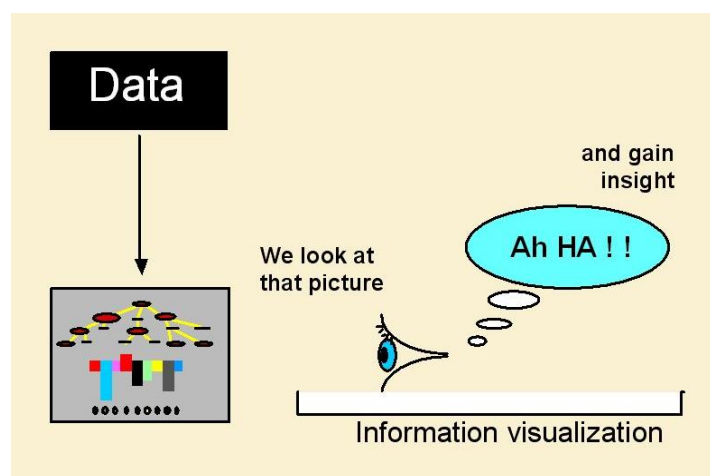 Data
and gain
insight
Ah HA ! !
We look at
that picture
Information visualization